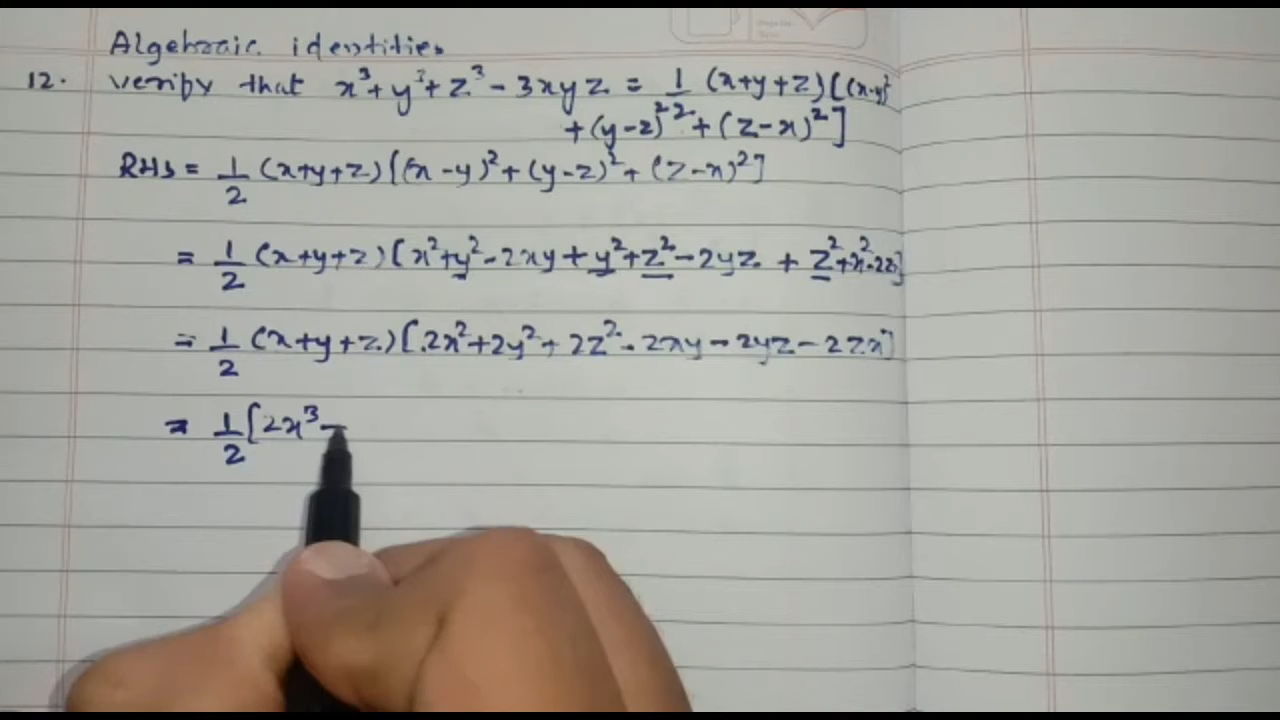 Algebraic identities
12. Verify that x³ + y³ + z³ - 3xyz = 1/2 (x+y+z) [(x-y)²
+ (y-z)² + (z-x)²]
RHS = 1/2 (x+y+z) [(x-y)² + (y-z)² + (z-x)²]
= 1/2 (x+y+z) [x²+y²-2xy + y²+z²-2yz + z²+x²-2z]
= 1/2 (x+y+z) [2x²+2y²+2z²-2xy-2yz-2zx]
= 1/2 [2x³